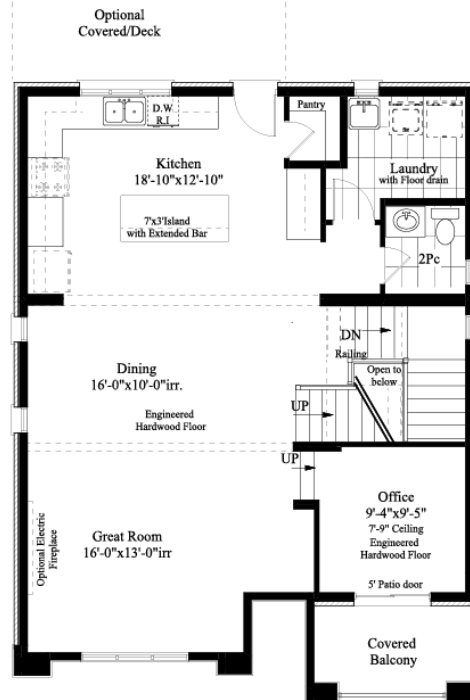 Optional
Covered/Deck
D.W
R.I
Pantry
Kitchen
18'-10"x12'-10"
Laundry
with Floor drain
7'x3'Island
with Extended Bar
2Pc
DN
Railing
Open to
below
Dining
16'-0"x10'-0"irr.
UP
Engineered
Hardwood Floor
UP
Office
9'-4"x9'-5"
7'-9" Ceiling
Engineered
Hardwood Floor
Great Room
16'-0"x13'-0"irr
Optional Electric
Fireplace
5' Patio door
Covered
Balcony